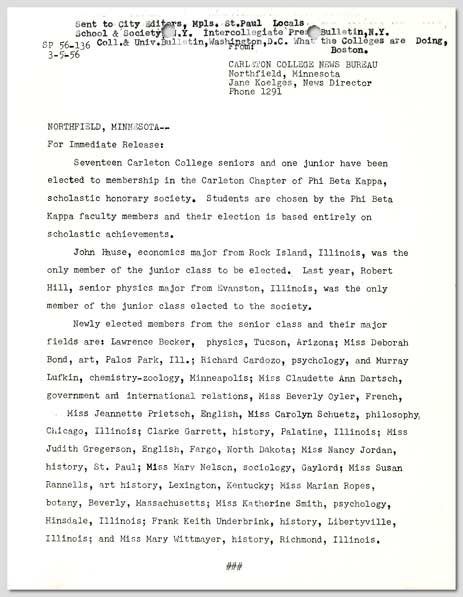 Sent to City Editers, Mpls. St.Paul Locals
School & Society N.Y. Intercollegiate Press Bulletin,N.Y.
SP 56-136 Coll.& Univ.Bulletin,Washington,D.C. What the Colleges are Doing,
3-5-56 From Boston.
CARLETON COLLEGE NEWS BUREAU
Northfield, Minnesota
Jane Koelges, News Director
Phone 1291
NORTHFIELD, MINNESOTA--
For Immediate Release:
Seventeen Carleton College seniors and one junior have been
elected to membership in the Carleton Chapter of Phi Beta Kappa,
scholastic honorary society. Students are chosen by the Phi Beta
Kappa faculty members and their election is based entirely on
scholastic achievements.
John Hause, economics major from Rock Island, Illinois, was the
only member of the junior class to be elected. Last year, Robert
Hill, senior physics major from Evanston, Illinois, was the only
member of the junior class elected to the society.
Newly elected members from the senior class and their major
fields are: Lawrence Becker, physics, Tucson, Arizona; Miss Deborah
Bond, art, Palos Park, Ill.; Richard Cardozo, psychology, and Murray
Lufkin, chemistry-zoology, Minneapolis; Miss Claudette Ann Dartsch,
government and international relations, Miss Beverly Oyler, French,
Miss Jeannette Prietsch, English, Miss Carolyn Schuetz, philosophy,
Chicago, Illinois; Clarke Garrett, history, Palatine, Illinois; Miss
Judith Gregerson, English, Fargo, North Dakota; Miss Nancy Jordan,
history, St. Paul; Miss Mary Nelson, sociology, Gaylord; Miss Susan
Rannells, art history, Lexington, Kentucky; Miss Marian Ropes,
botany, Beverly, Massachusetts; Miss Katherine Smith, psychology,
Hinsdale, Illinois; Frank Keith Underbrink, history, Libertyville,
Illinois; and Miss Mary Wittmayer, history, Richmond, Illinois.
###